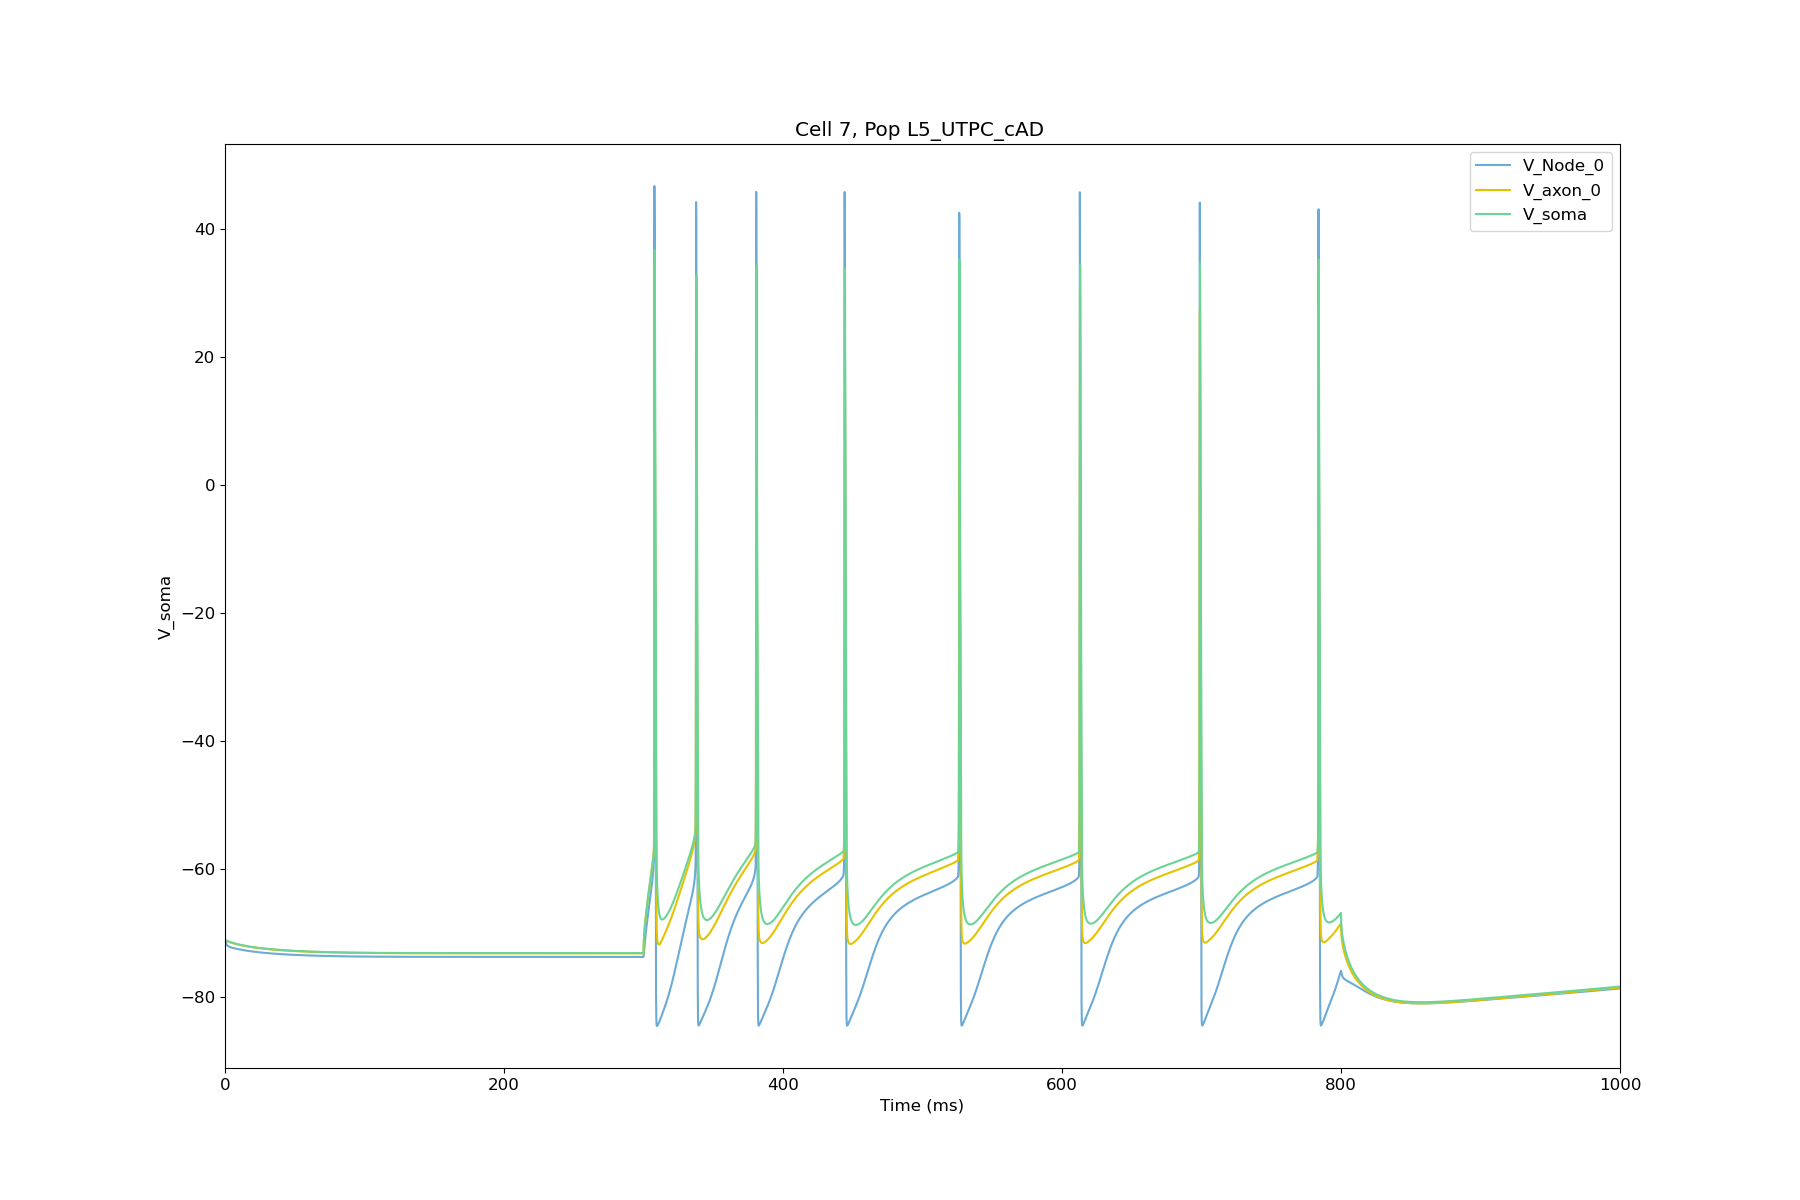 Cell 7, Pop L5_UTPC_cAD
V_Node_0
V_axon_0
V_soma
40
20
0
−20
−40
−60
−80
V_soma
0 200 400 600 800 1000
Time (ms)